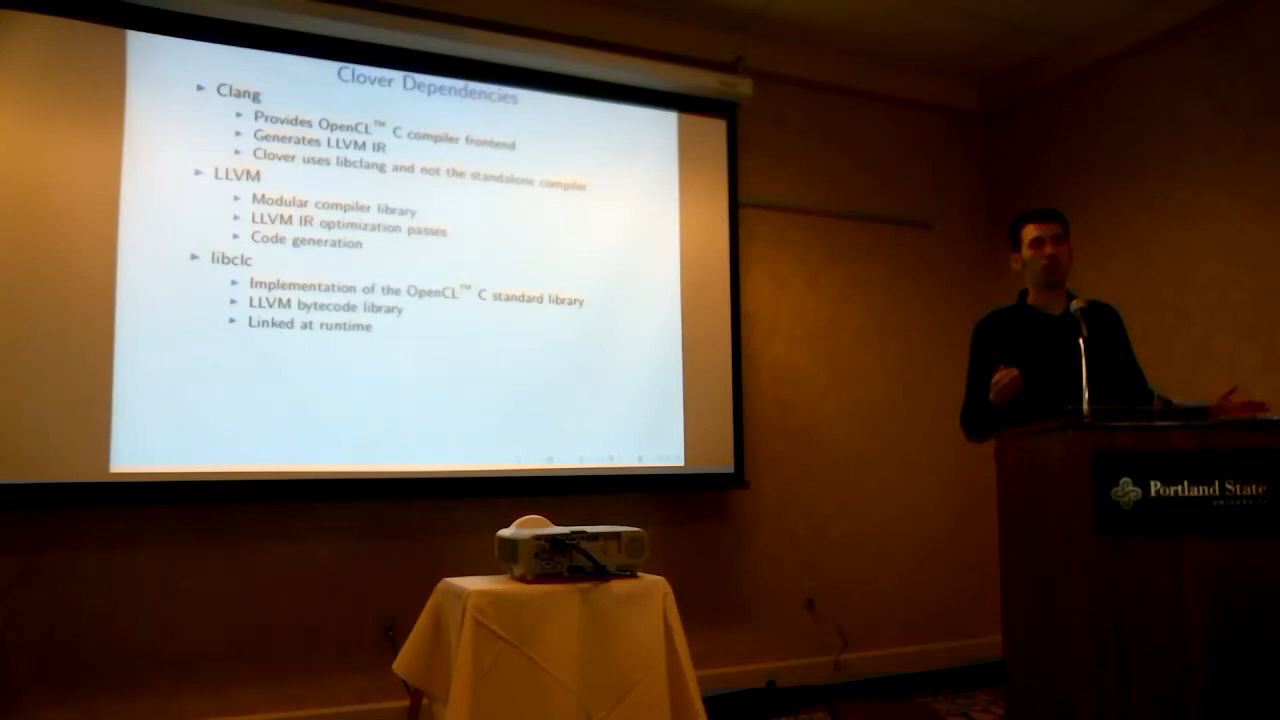 Clover Dependencies
Clang
Provides OpenCL™ C compiler frontend
Generates LLVM IR
Clover uses libclang and not the standalone compiler
LLVM
Modular compiler library
LLVM IR optimization passes
Code generation
libclc
Implementation of the OpenCL™ C standard library
LLVM bytecode library
Linked at runtime
Portland State